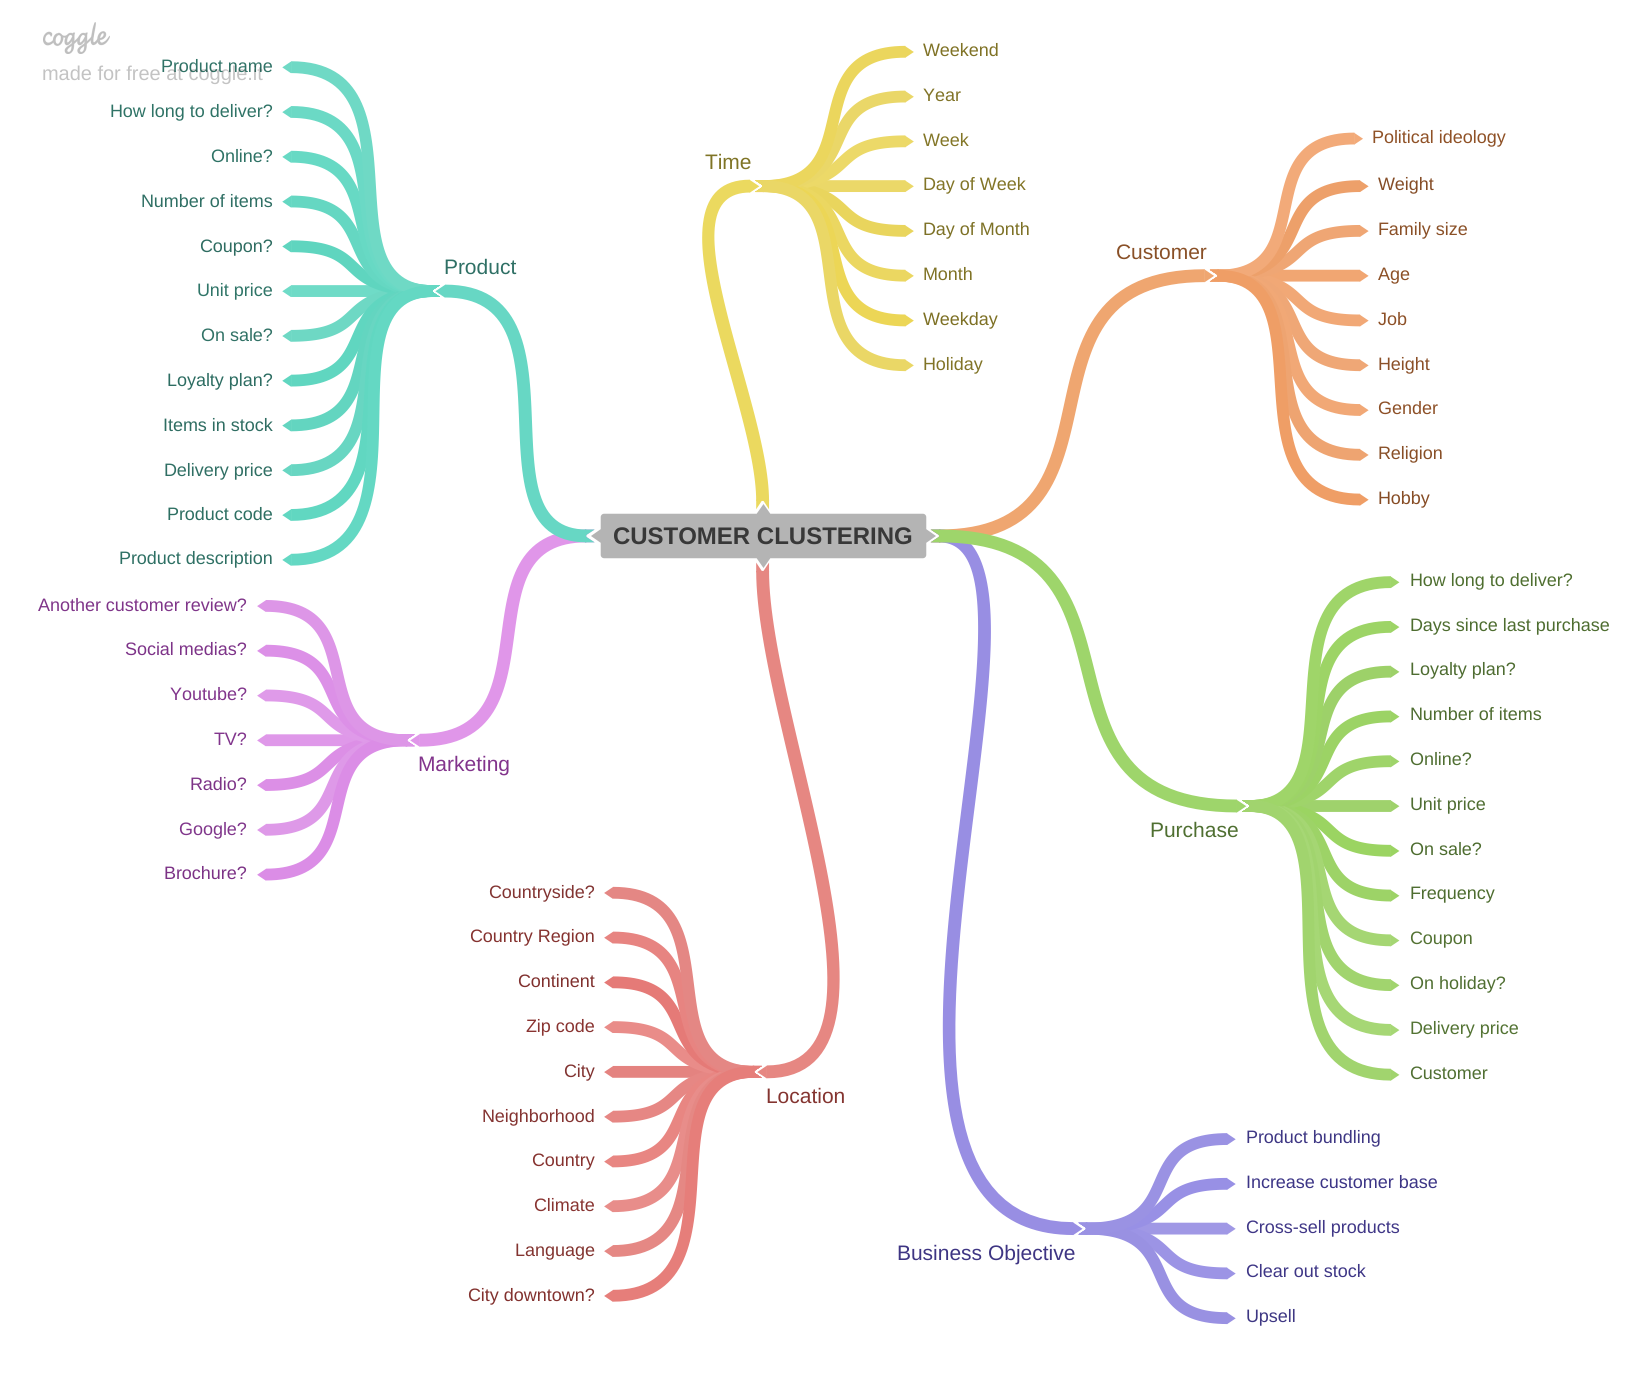 coggle
made for free at coggle.it
Product name
How long to deliver?
Online?
Number of items
Coupon?
Unit price
On sale?
Loyalty plan?
Items in stock
Delivery price
Product code
Product description
Product
Another customer review?
Social medias?
Youtube?
TV?
Radio?
Google?
Brochure?
Marketing
Time
Weekend
Year
Week
Day of Week
Day of Month
Month
Weekday
Holiday
CUSTOMER CLUSTERING
Countryside?
Country Region
Continent
Zip code
City
Neighborhood
Country
Climate
Language
City downtown?
Location
Customer
Political ideology
Weight
Family size
Age
Job
Height
Gender
Religion
Hobby
Purchase
How long to deliver?
Days since last purchase
Loyalty plan?
Number of items
Online?
Unit price
On sale?
Frequency
Coupon
On holiday?
Delivery price
Customer
Business Objective
Product bundling
Increase customer base
Cross-sell products
Clear out stock
Upsell